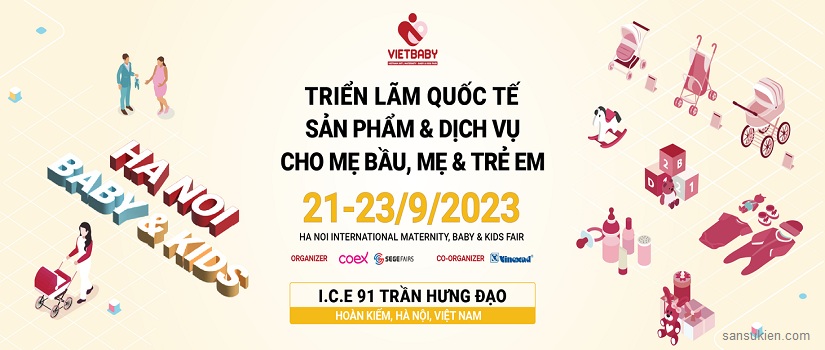 VIETBABY
TRIỂN LÃM QUỐC TẾ
SẢN PHẨM & DỊCH VỤ
CHO MẸ BẦU, MẸ & TRẺ EM
21-23/9/2023
HA NOI INTERNATIONAL MATERNITY, BABY & KIDS FAIR
ORGANIZER coex SEGEFAIRS CO-ORGANIZER Vinexad
I.C.E 91 TRẦN HƯNG ĐẠO
HOÀN KIẾM, HÀ NỘI, VIỆT NAM
HA NOI
BABY & KIDS
sansukien.com